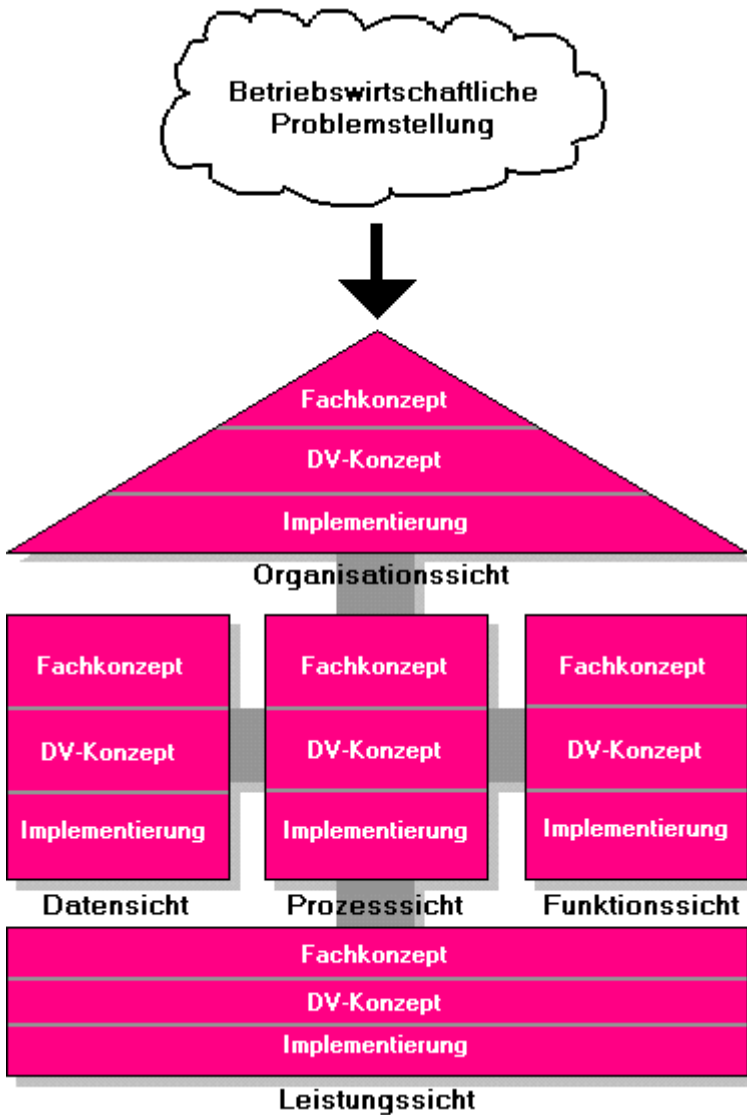 Betriebswirtschaftliche
Problemstellung
Fachkonzept
DV-Konzept
Implementierung
Organisationssicht
Fachkonzept
DV-Konzept
Implementierung
Datensicht
Fachkonzept
DV-Konzept
Implementierung
Prozesssicht
Fachkonzept
DV-Konzept
Implementierung
Funktionssicht
Fachkonzept
DV-Konzept
Implementierung
Leistungssicht